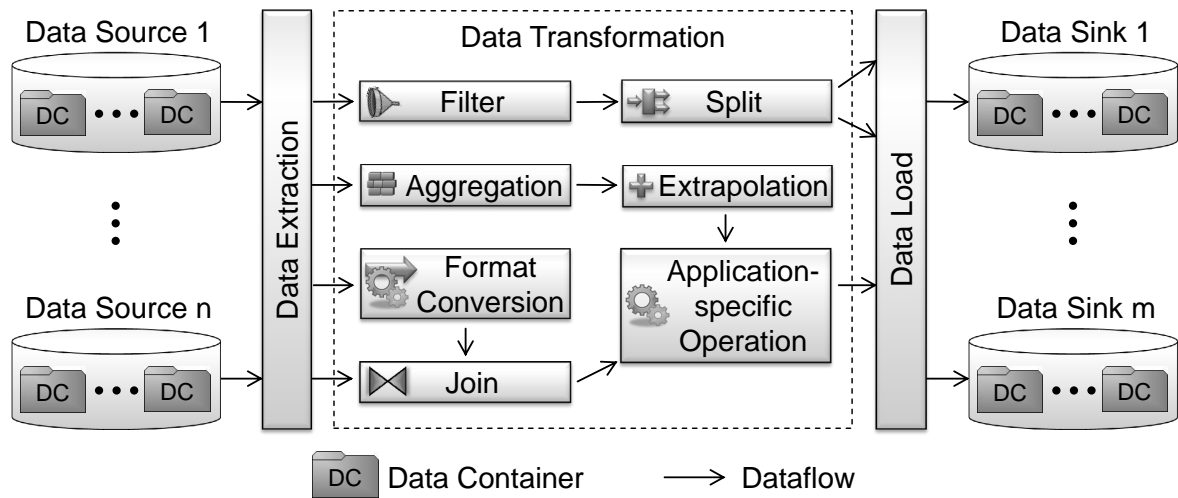 Data Source 1
DC
DC
Data Source n
DC
DC
Data Extraction
Data Transformation
Filter
Split
Aggregation
Extrapolation
Format
Conversion
Application-
specific
Operation
Join
Data Load
Data Sink 1
DC
DC
Data Sink m
DC
DC
DC
Data Container
Dataflow